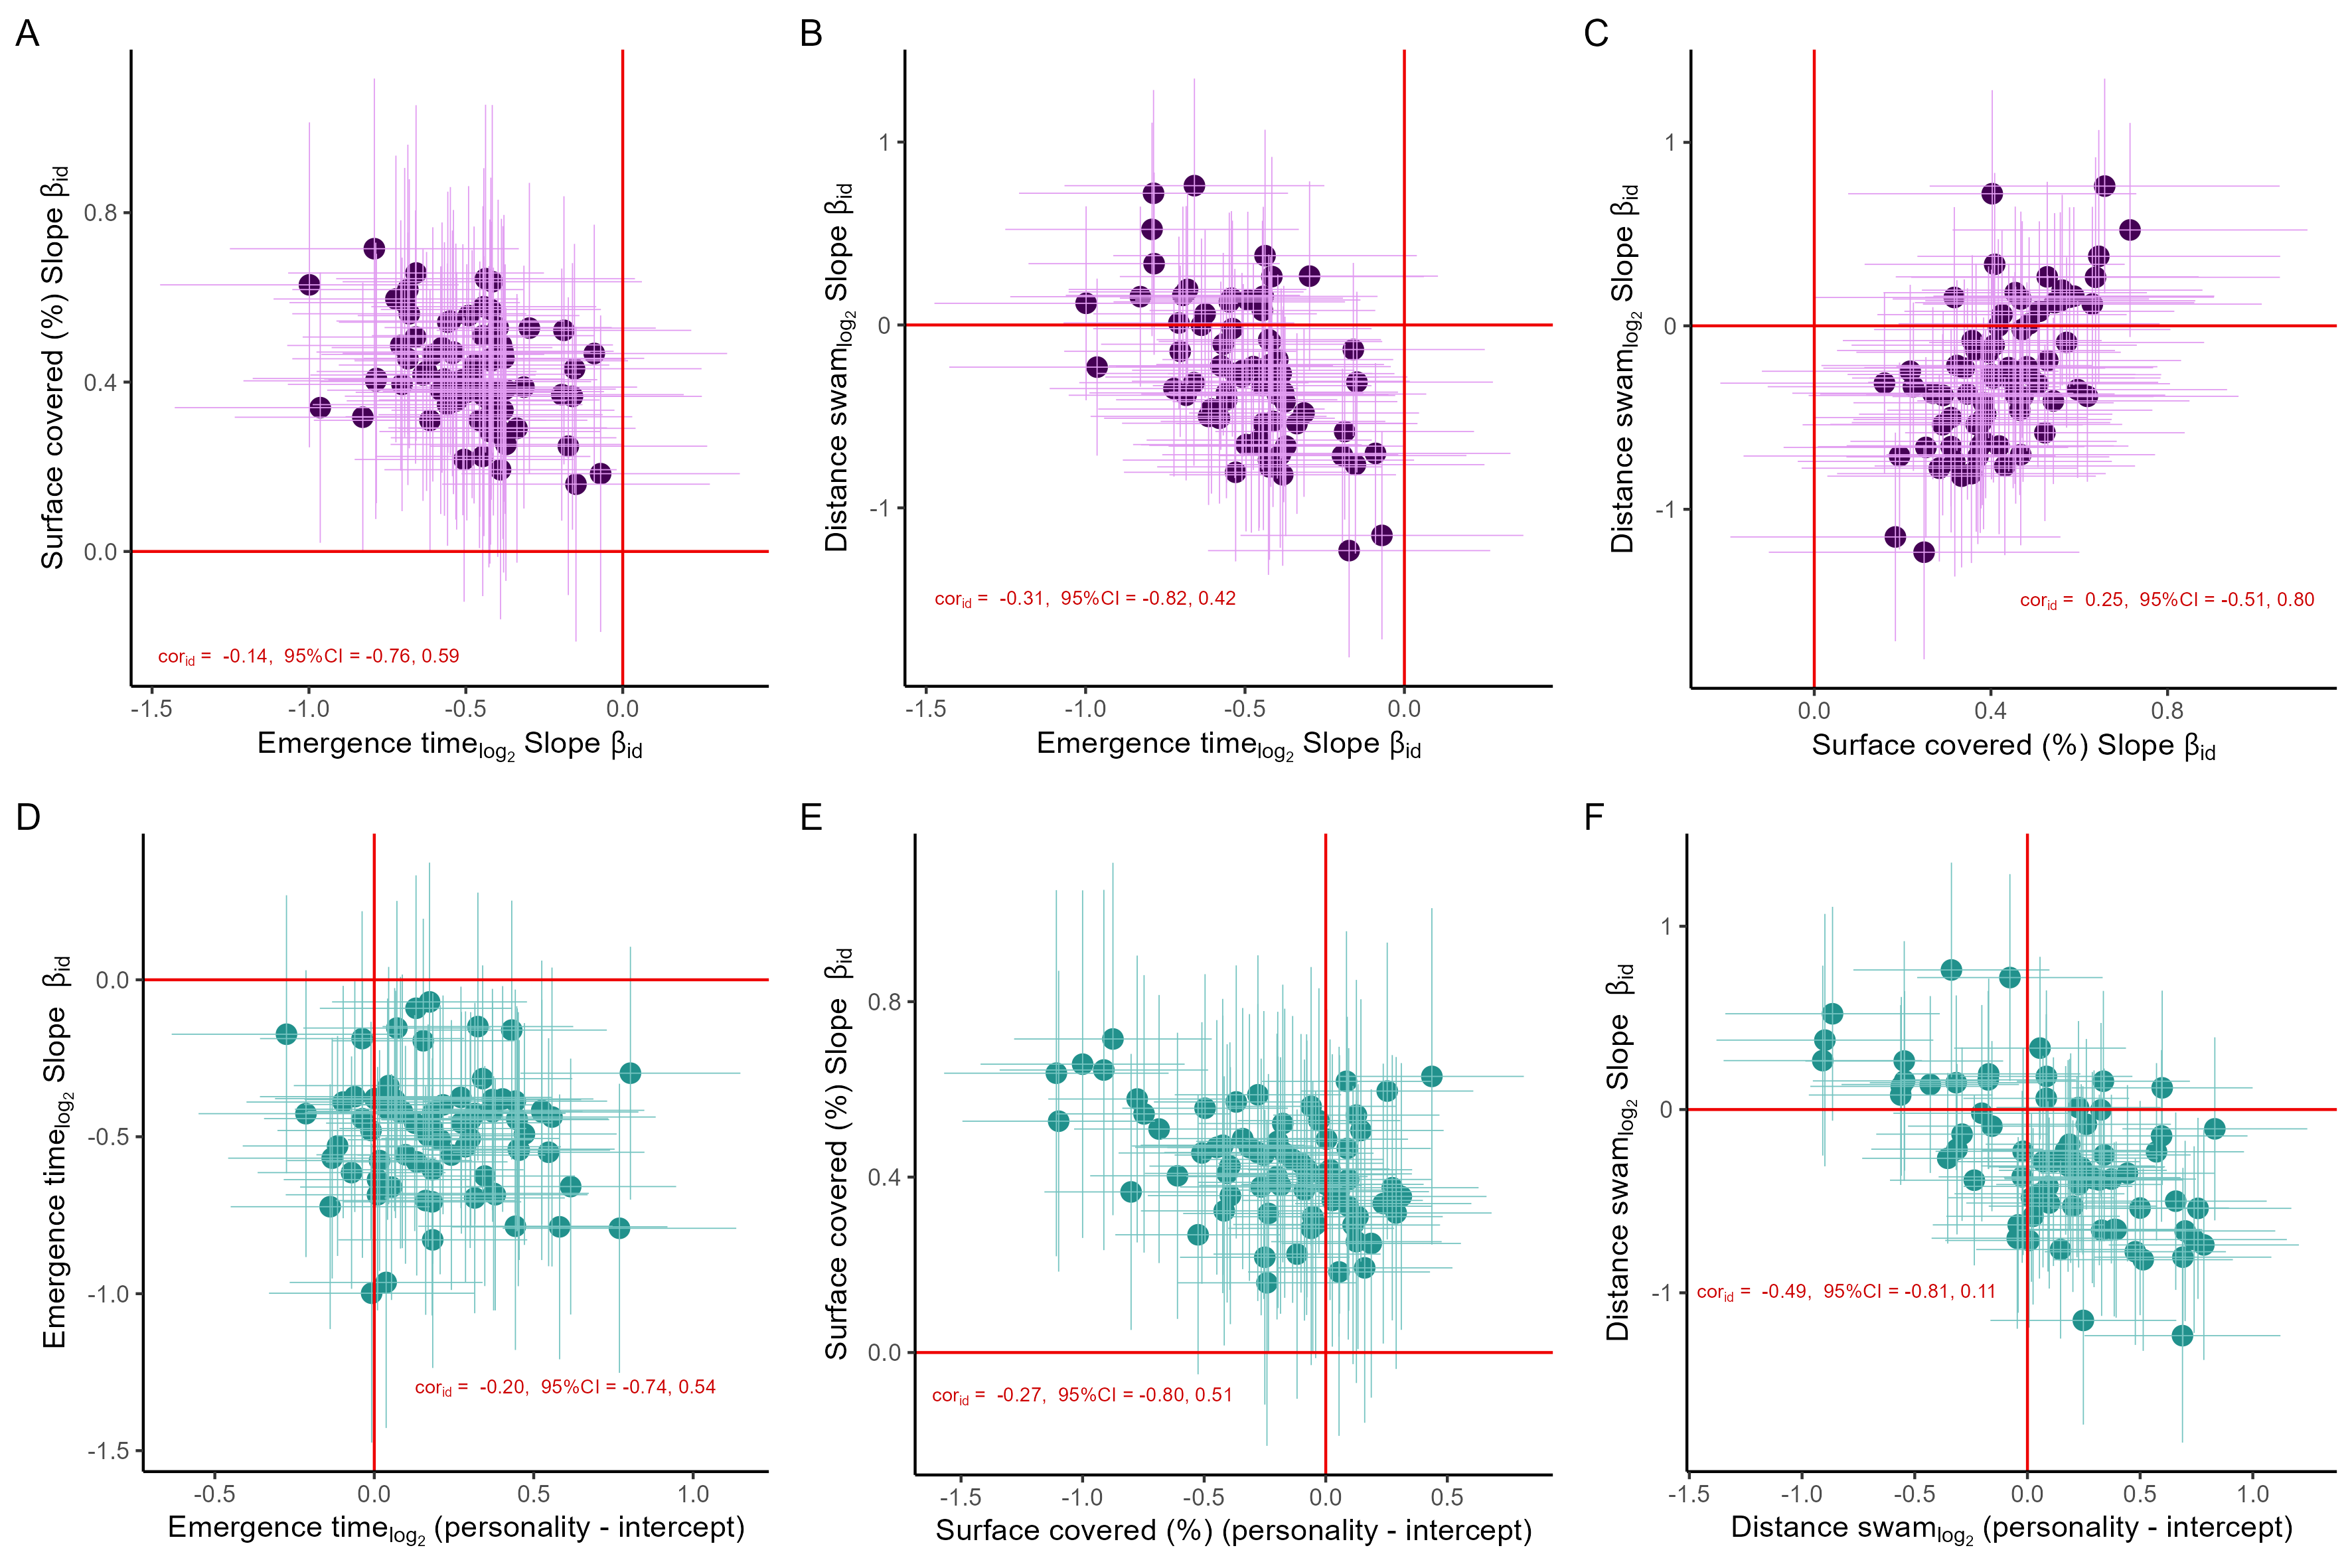 A
Surface covered (%) Slope βid
0.8
0.4
0.0
corid = -0.14, 95%CI = -0.76, 0.59
-1.5 -1.0 -0.5 0.0
Emergence timelog2 Slope βid
B
Distance swamlog2 Slope βid
1
0
-1
corid = -0.31, 95%CI = -0.82, 0.42
-1.5 -1.0 -0.5 0.0
Emergence timelog2 Slope βid
C
Distance swamlog2 Slope βid
1
0
-1
corid = 0.25, 95%CI = -0.51, 0.80
0.0 0.4 0.8
Surface covered (%) Slope βid
D
Emergence timelog2 Slope βid
0.0
-0.5
-1.0
-1.5
corid = -0.20, 95%CI = -0.74, 0.54
-0.5 0.0 0.5 1.0
Emergence timelog2 (personality - intercept)
E
Surface covered (%) Slope βid
0.8
0.4
0.0
corid = -0.27, 95%CI = -0.80, 0.51
-1.5 -1.0 -0.5 0.0 0.5
Surface covered (%) (personality - intercept)
F
Distance swamlog2 Slope βid
1
0
-1
corid = -0.49, 95%CI = -0.81, 0.11
-1.5 -1.0 -0.5 0.0 0.5 1.0
Distance swamlog2 (personality - intercept)